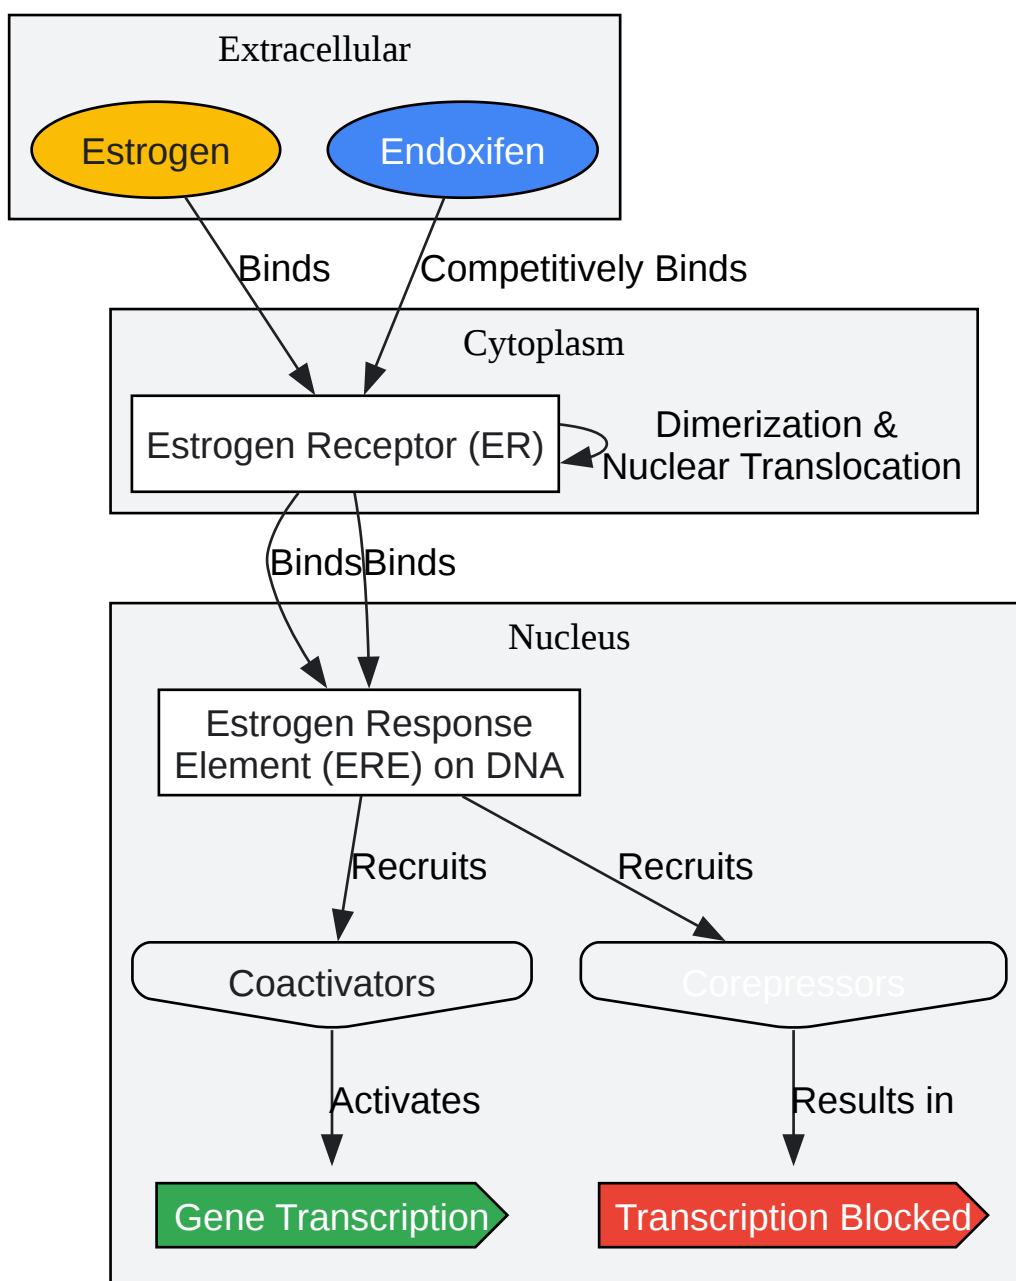 Extracellular
Estrogen
Endoxifen
Binds
Competitively Binds
Cytoplasm
Estrogen Receptor (ER)
Dimerization &
Nuclear Translocation
Binds
Binds
Nucleus
Estrogen Response
Element (ERE) on DNA
Recruits
Recruits
Coactivators
Corepressors
Activates
Results in
Gene Transcription
Transcription Blocked